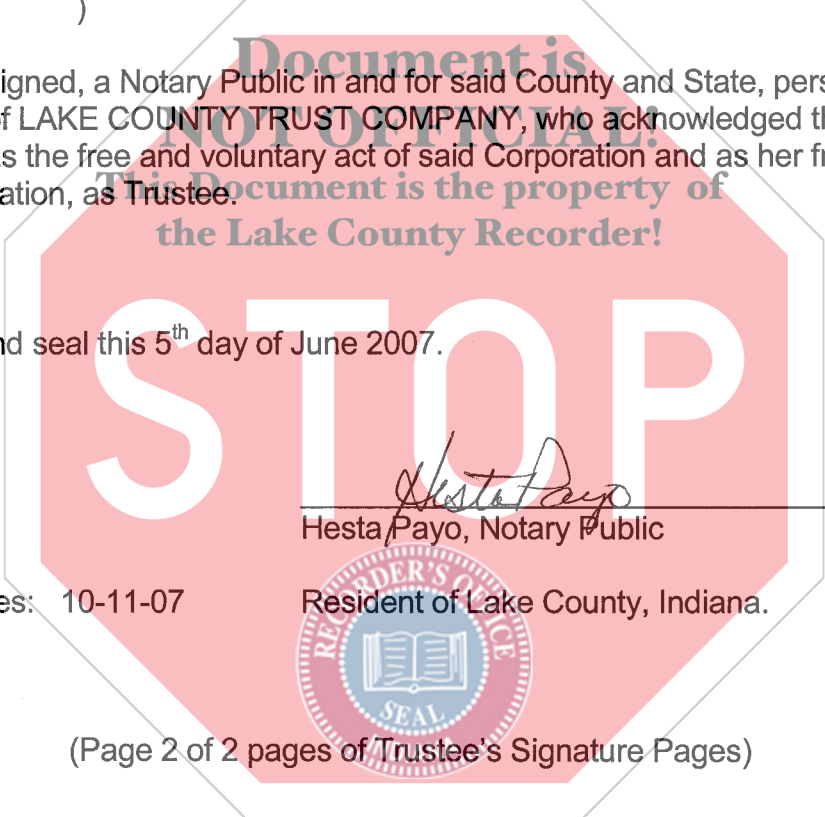 )
Document is
igned, a Notary Public in and for said County and State, pers
NOT OFFICIAL!
f LAKE COUNTY TRUST COMPANY, who acknowledged th
s the free and voluntary act of said Corporation and as her fr
This Document is the property of
ation, as Trustee.
the Lake County Recorder!
STOP
nd seal this 5th day of June 2007.
Hesta Payo
Hesta Payo, Notary Public
es: 10-11-07 Resident of Lake County, Indiana.
RECORDER'S OFFICE
SEAL
(Page 2 of 2 pages of Trustee's Signature Pages)